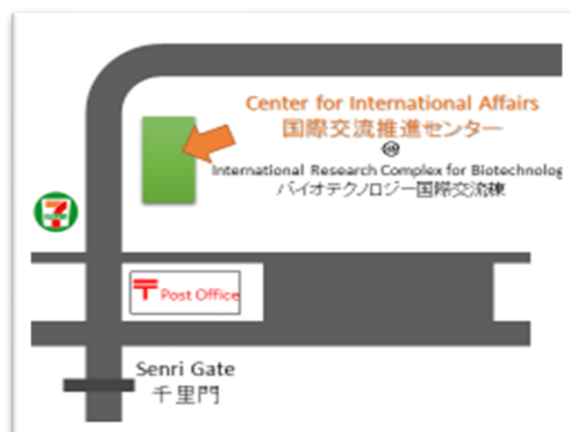 Center for International Affairs
国際交流推進センター
@
International Research Complex for Biotechnolog
バイオテクノロジー国際交流棟
7
〒 Post Office
Senri Gate
千里門